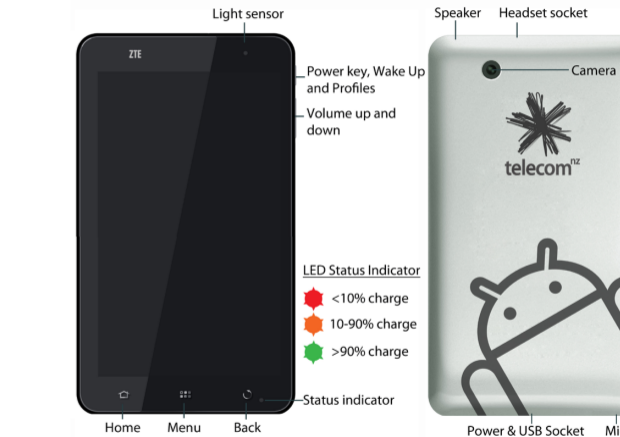 Light sensor
Speaker
Headset socket
ZTE
Power key, Wake Up
and Profiles
Camera
Volume up and
down
telecom nz
LED Status Indicator
<10% charge
10-90% charge
>90% charge
Status indicator
Home
Menu
Back
Power & USB Socket